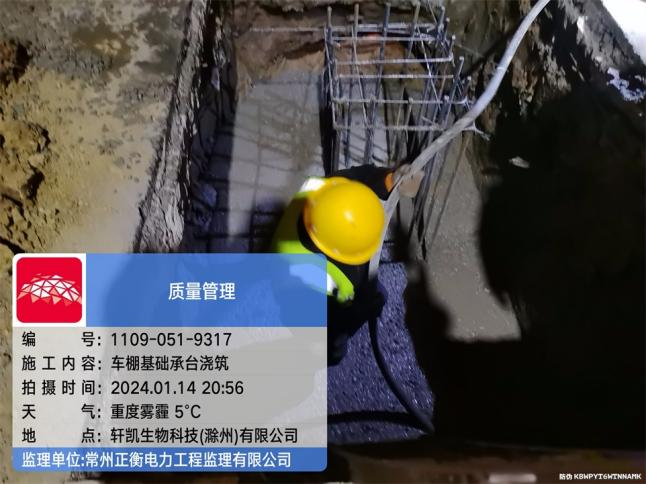 质量管理
编 号：1109-051-9317
施工内容：车棚基础承台浇筑
拍摄时间：2024.01.14 20:56
天 气：重度雾霾 5℃
地 点：轩凯生物科技(滁州)有限公司
监理单位:常州正衡电力工程监理有限公司
防伪 KBWPYI6WINNAMK